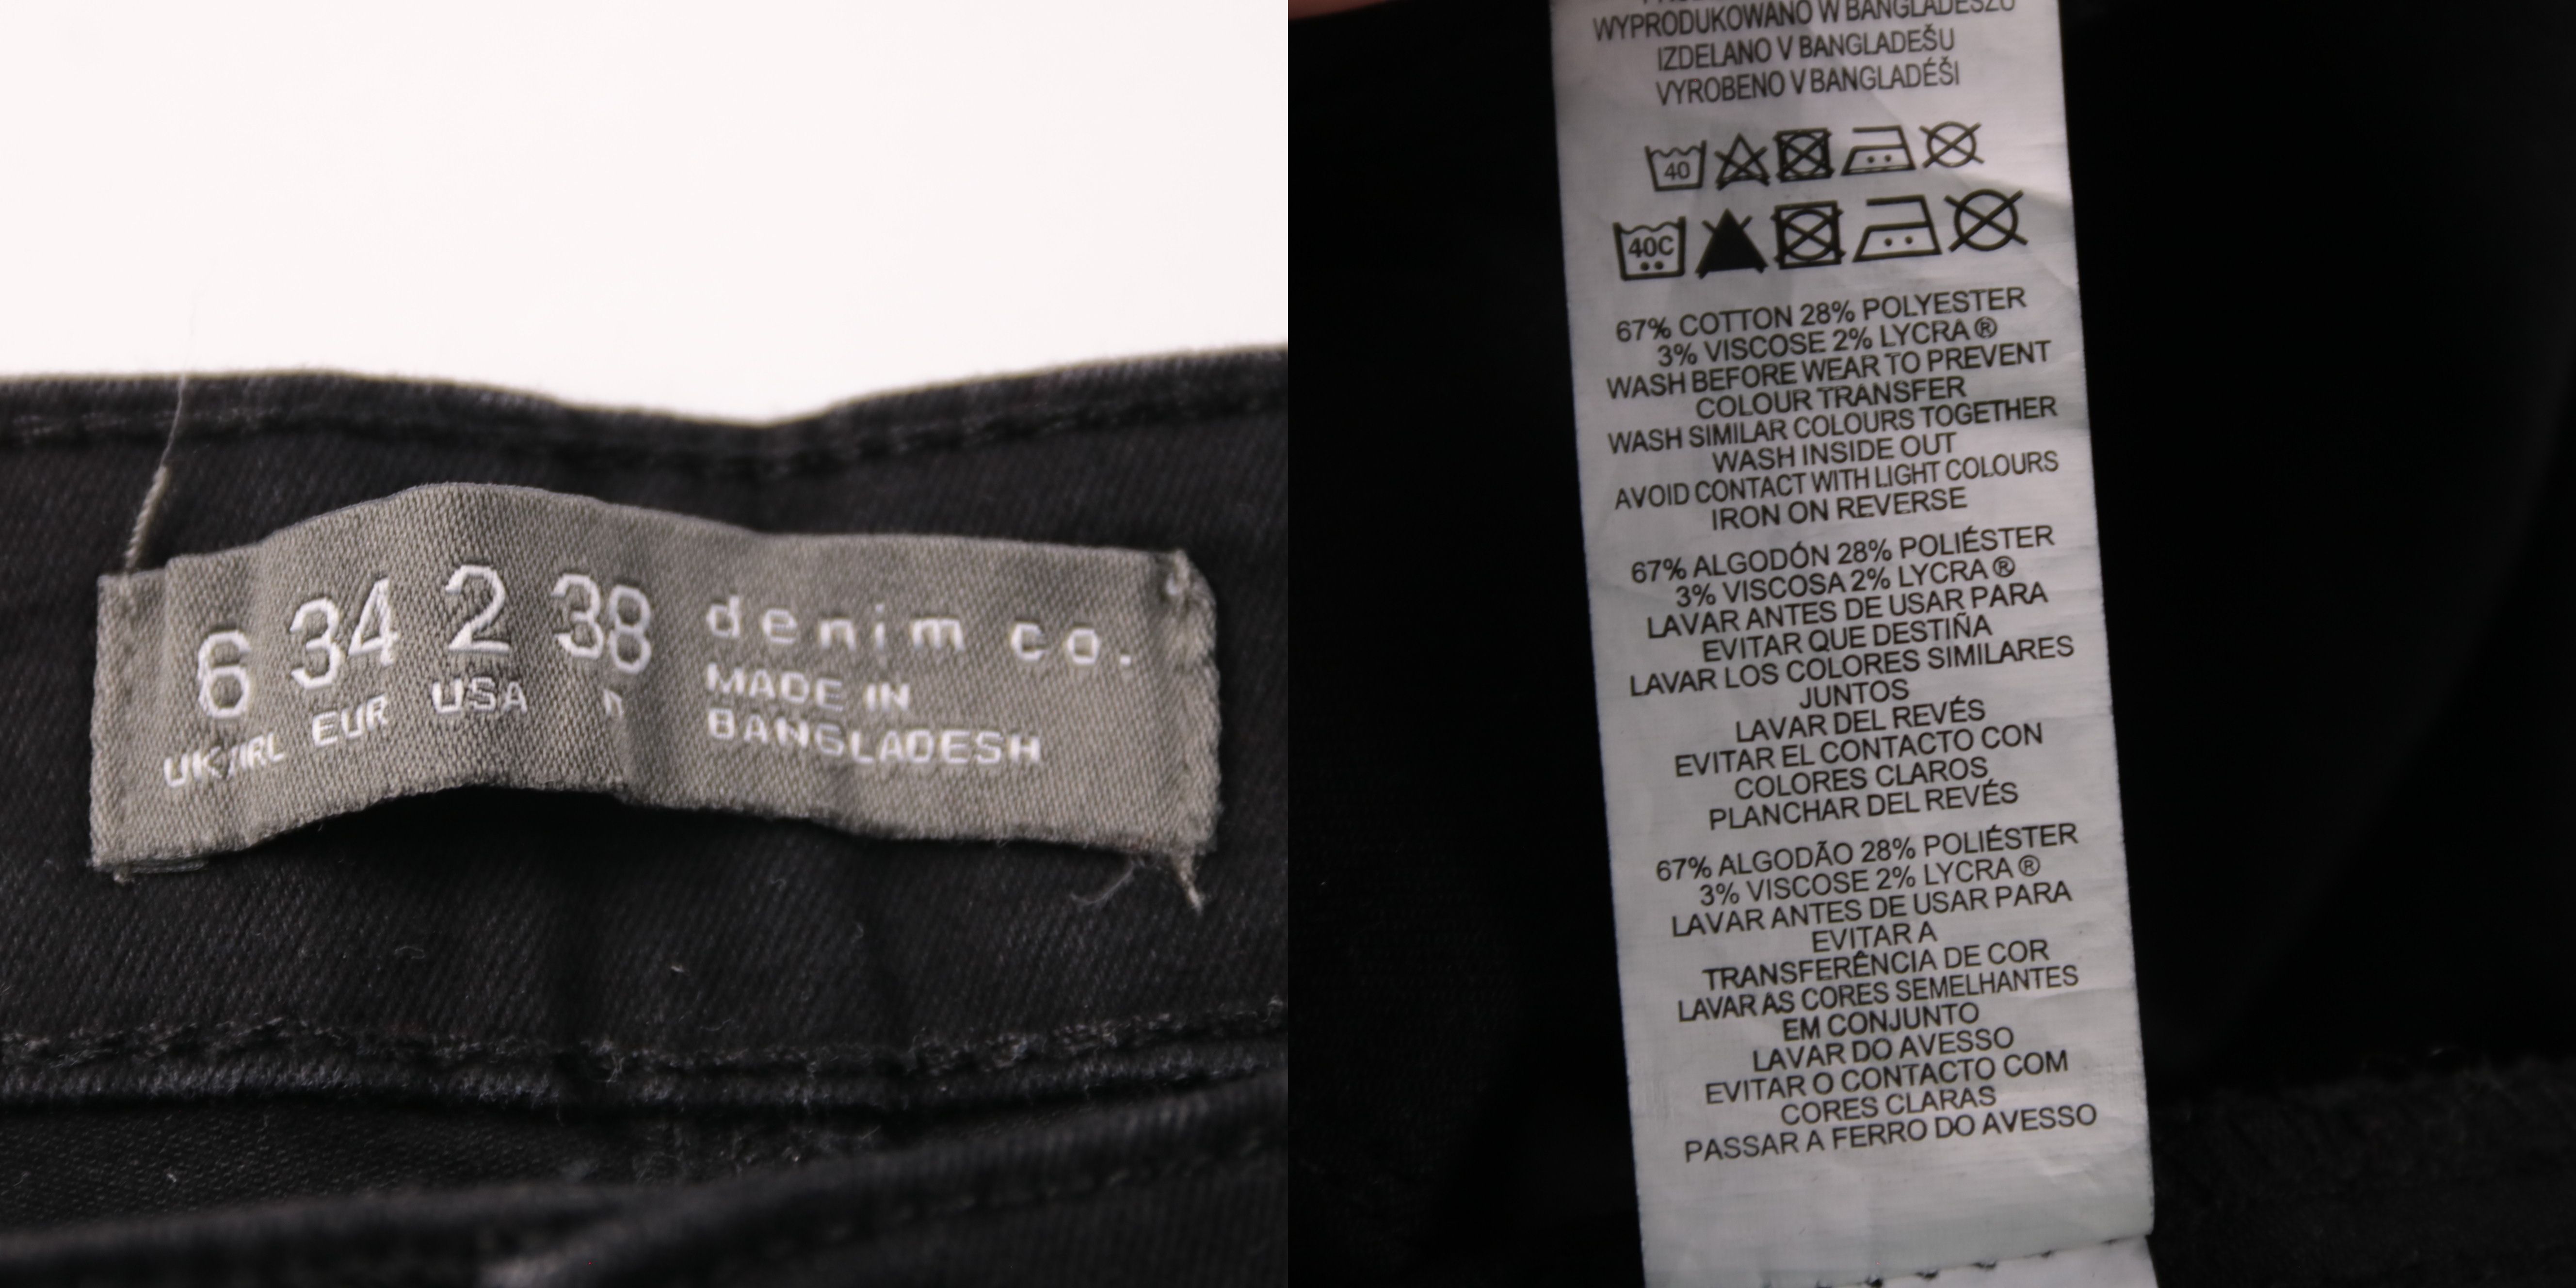 6 34 2 38
UK/IRL EUR USA
denim co.
MADE IN
BANGLADESH
WYPRODUKOWANO W BANGLADESZU
IZDELANO V BANGLADEŠU
VYROBENO V BANGLADÉŠI
40
40C
67% COTTON 28% POLYESTER
3% VISCOSE 2% LYCRA ®
WASH BEFORE WEAR TO PREVENT
COLOUR TRANSFER
WASH SIMILAR COLOURS TOGETHER
WASH INSIDE OUT
AVOID CONTACT WITH LIGHT COLOURS
IRON ON REVERSE
67% ALGODÓN 28% POLIÉSTER
3% VISCOSA 2% LYCRA ®
LAVAR ANTES DE USAR PARA
EVITAR QUE DESTIÑA
LAVAR LOS COLORES SIMILARES
JUNTOS
LAVAR DEL REVÉS
EVITAR EL CONTACTO CON
COLORES CLAROS
PLANCHAR DEL REVÉS
67% ALGODÃO 28% POLIÉSTER
3% VISCOSE 2% LYCRA ®
LAVAR ANTES DE USAR PARA
EVITAR A
TRANSFERÊNCIA DE COR
LAVAR AS CORES SEMELHANTES
EM CONJUNTO
LAVAR DO AVESSO
EVITAR O CONTACTO COM
CORES CLARAS
PASSAR A FERRO DO AVESSO